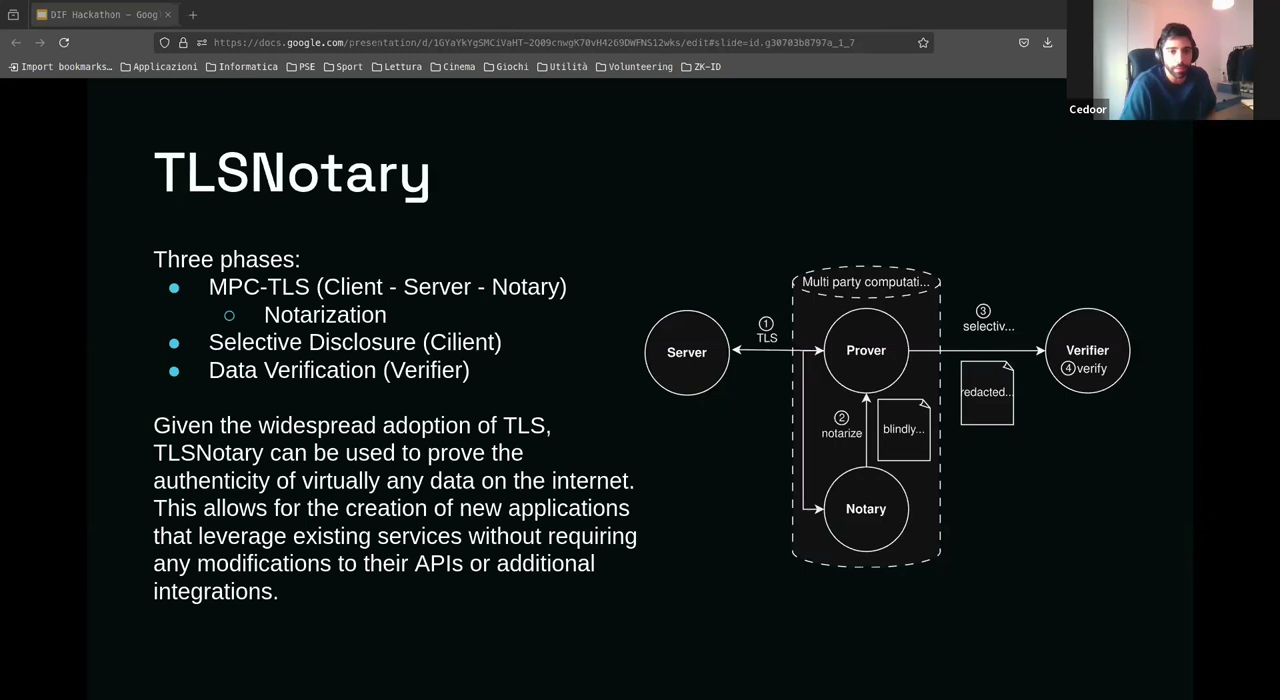 DIF Hackathon – Goog
https://docs.google.com/presentation/d/1GYaYkYgSMCiVaHT-2Q09cnwgK70vH4269DWFNS12wks/edit#slide=id.g30703b8797a_1_7
Import bookmarks… Applicazioni Informatica PSE Sport Lettura Cinema Giochi Utilità Volunteering ZK-ID
Cedoor
TLSNotary
Three phases:
MPC-TLS (Client - Server - Notary)
Notarization
Selective Disclosure (Cilient)
Data Verification (Verifier)
Given the widespread adoption of TLS,
TLSNotary can be used to prove the
authenticity of virtually any data on the internet.
This allows for the creation of new applications
that leverage existing services without requiring
any modifications to their APIs or additional
integrations.
Multi party computati...
1
TLS
3
selectiv...
Server
Prover
Verifier
4 verify
redacted...
2
notarize
blindly...
Notary